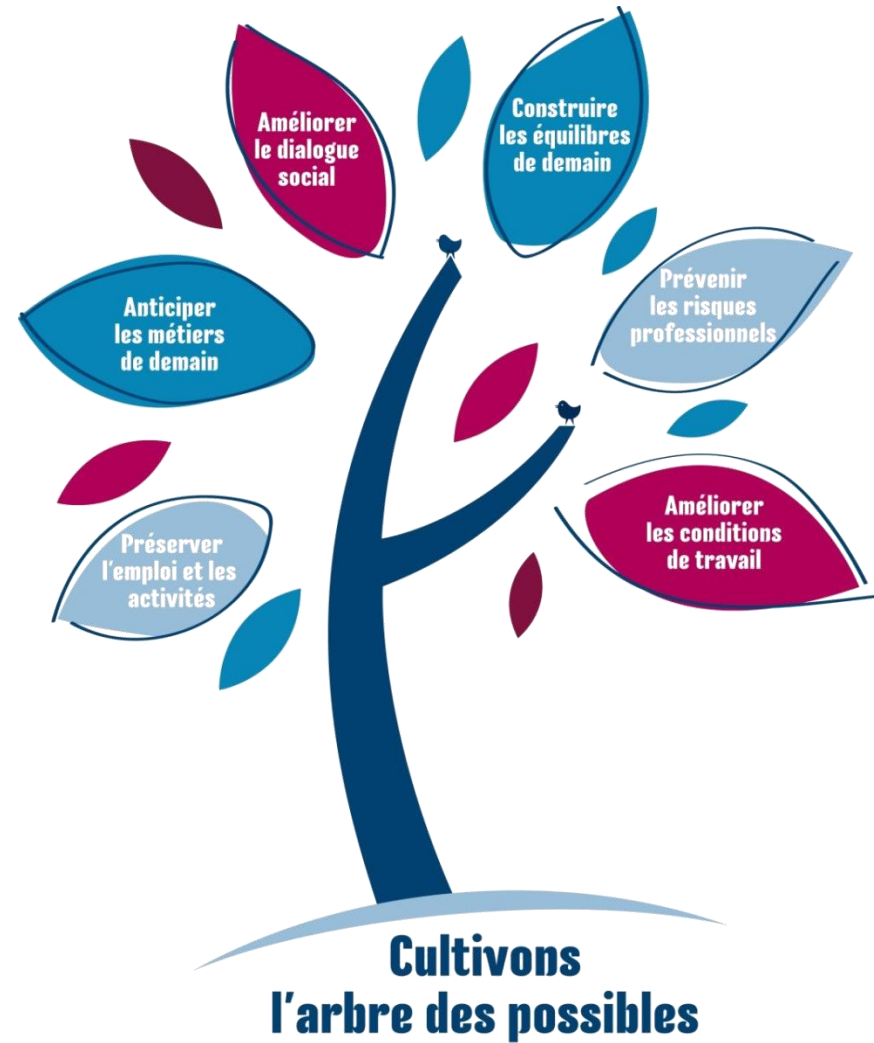 Améliorer
le dialogue
social
Construire
les équilibres
de demain
Anticiper
les métiers
de demain
Prévenir
les risques
professionnels
Préserver
l'emploi et les
activités
Améliorer
les conditions
de travail
Cultivons
l'arbre des possibles